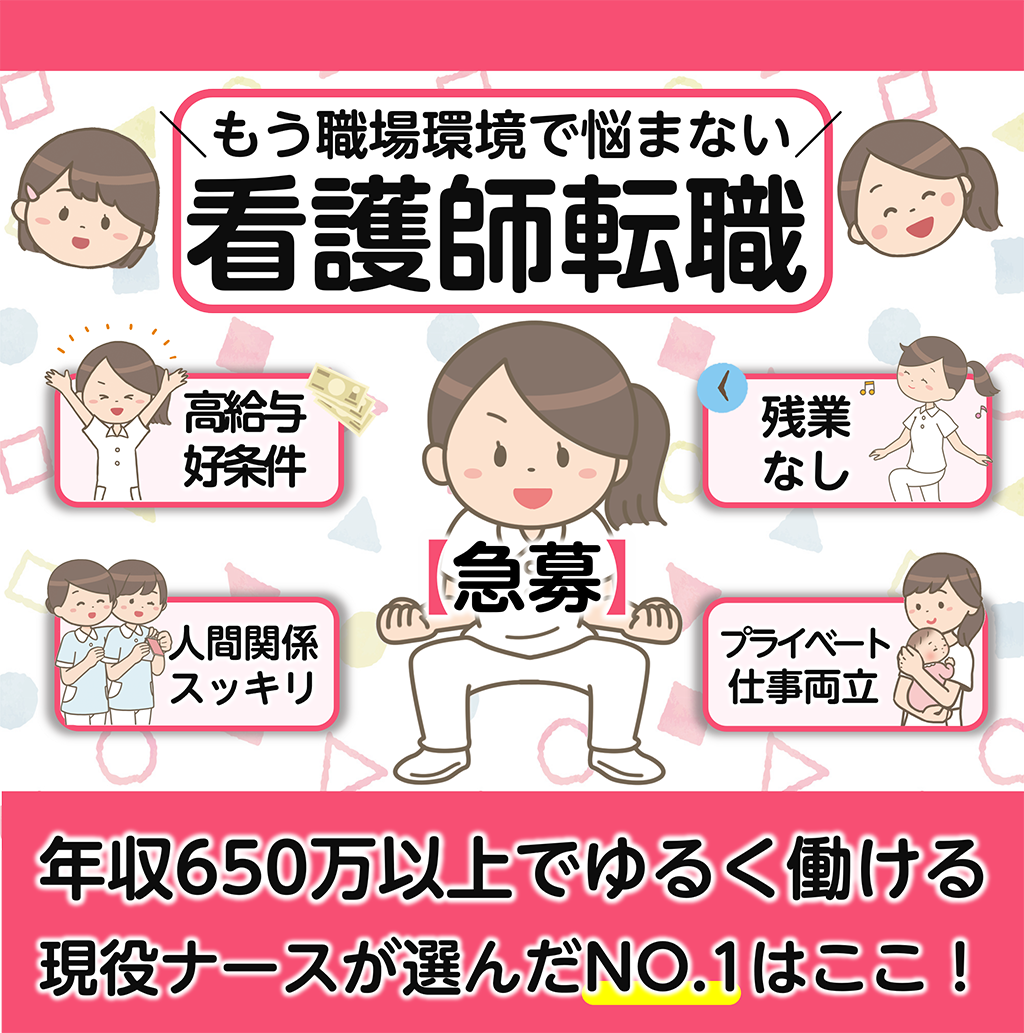 もう職場環境で悩まない
看護師転職
高給与
好条件
残業
なし
急募
人間関係
スッキリ
プライベート
仕事両立
年収650万以上でゆるく働ける
現役ナースが選んだNO.1はここ！